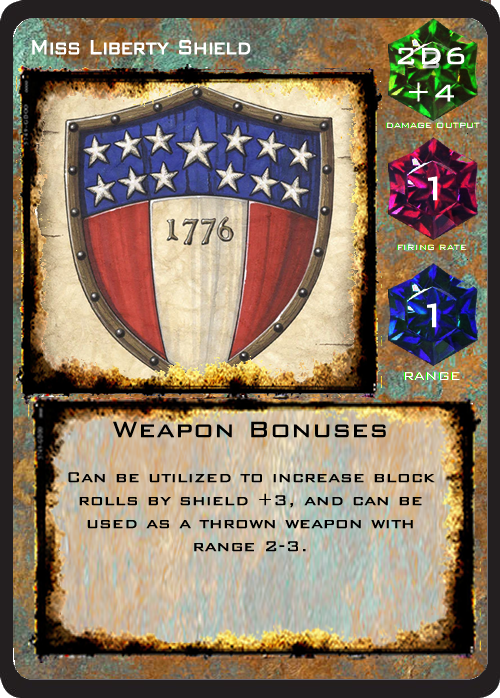 Miss Liberty Shield
2D6
+4
Damage Output
1776
1
Firing Rate
1
Range
Weapon Bonuses
Can be utilized to increase block
rolls by shield +3, and can be
used as a thrown weapon with
range 2-3.